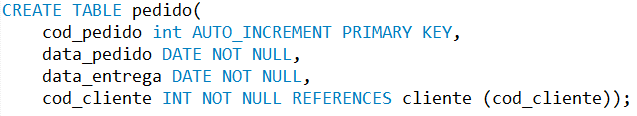 CREATE TABLE pedido(
    cod_pedido int AUTO_INCREMENT PRIMARY KEY,
    data_pedido DATE NOT NULL,
    data_entrega DATE NOT NULL,
    cod_cliente INT NOT NULL REFERENCES cliente (cod_cliente));